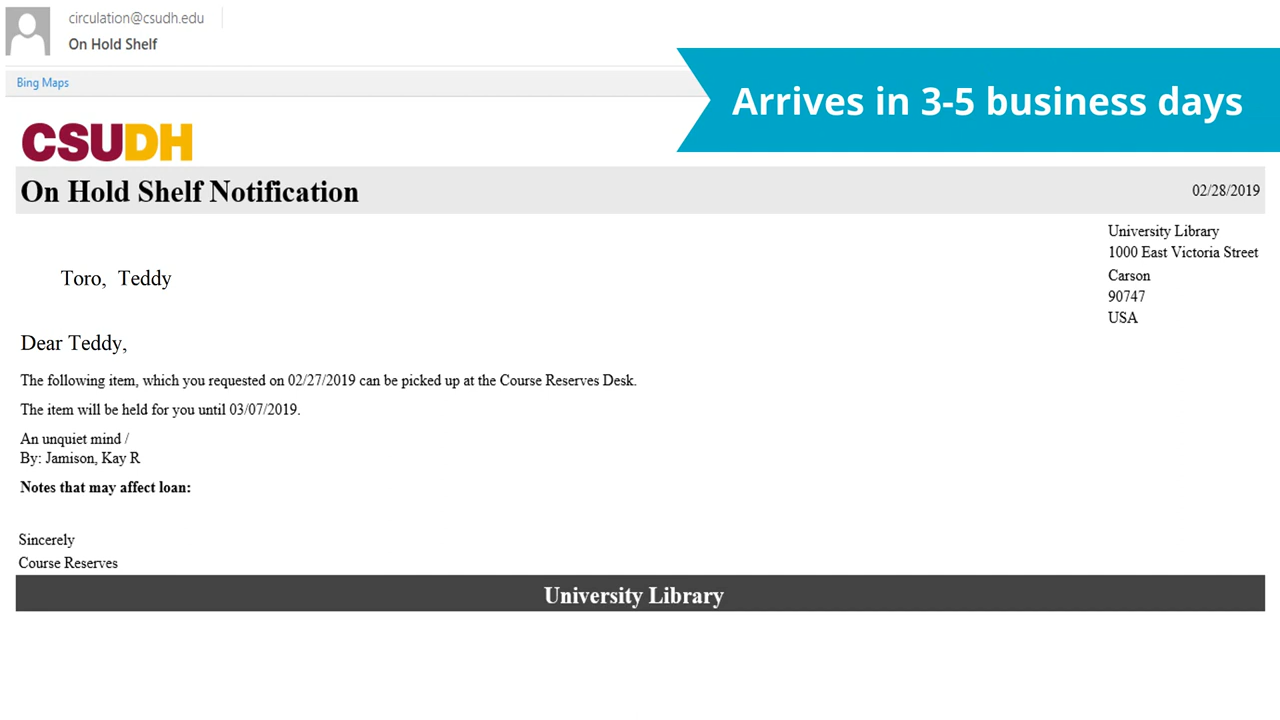 circulation@csudh.edu
On Hold Shelf
Bing Maps
Arrives in 3-5 business days
CSUDH
On Hold Shelf Notification
02/28/2019
University Library
1000 East Victoria Street
Carson
90747
USA
Toro, Teddy
Dear Teddy,
The following item, which you requested on 02/27/2019 can be picked up at the Course Reserves Desk.
The item will be held for you until 03/07/2019.
An unquiet mind /
By: Jamison, Kay R
Notes that may affect loan:
Sincerely
Course Reserves
University Library